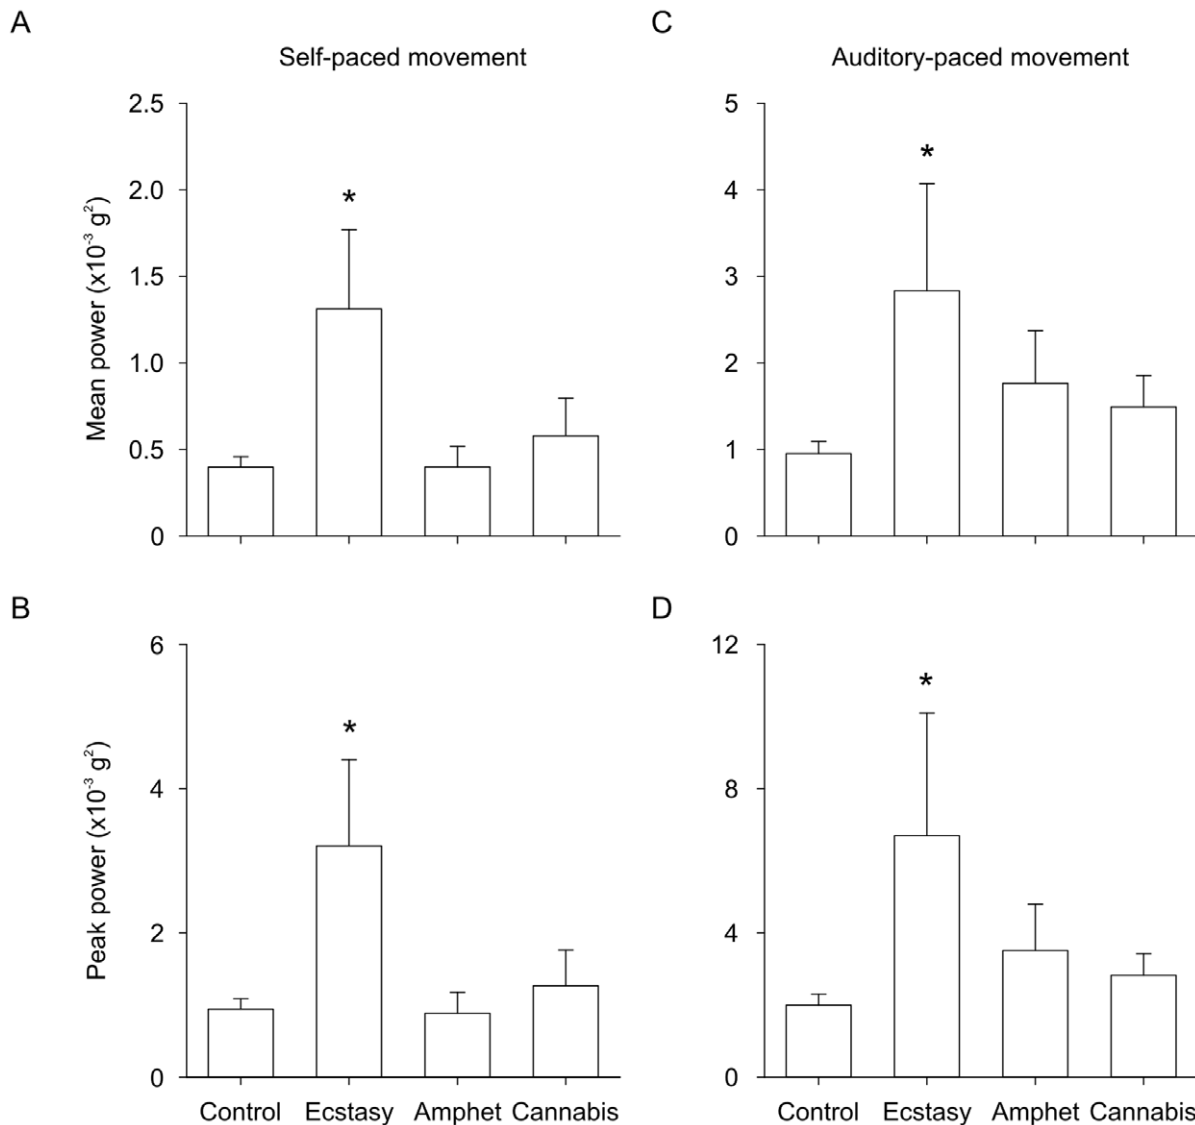 A
Self-paced movement
2.5
2.0
1.5
1.0
0.5
0
Mean power (x10⁻³ g²)
*
C
Auditory-paced movement
5
4
3
2
1
0
*
B
6
4
2
0
Peak power (x10⁻³ g²)
*
Control Ecstasy Amphet Cannabis
D
12
8
4
0
*
Control Ecstasy Amphet Cannabis